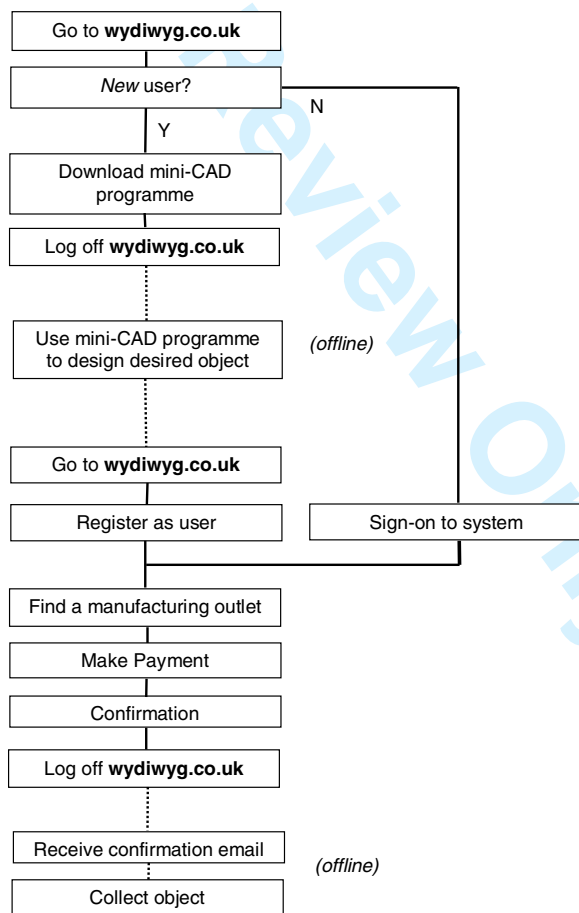 Go to wydiwyg.co.uk
New user?
N
Y
Download mini-CAD
programme
Log off wydiwyg.co.uk
Use mini-CAD programme
to design desired object
(offline)
Go to wydiwyg.co.uk
Register as user
Sign-on to system
Find a manufacturing outlet
Make Payment
Confirmation
Log off wydiwyg.co.uk
Receive confirmation email
(offline)
Collect object
Review On